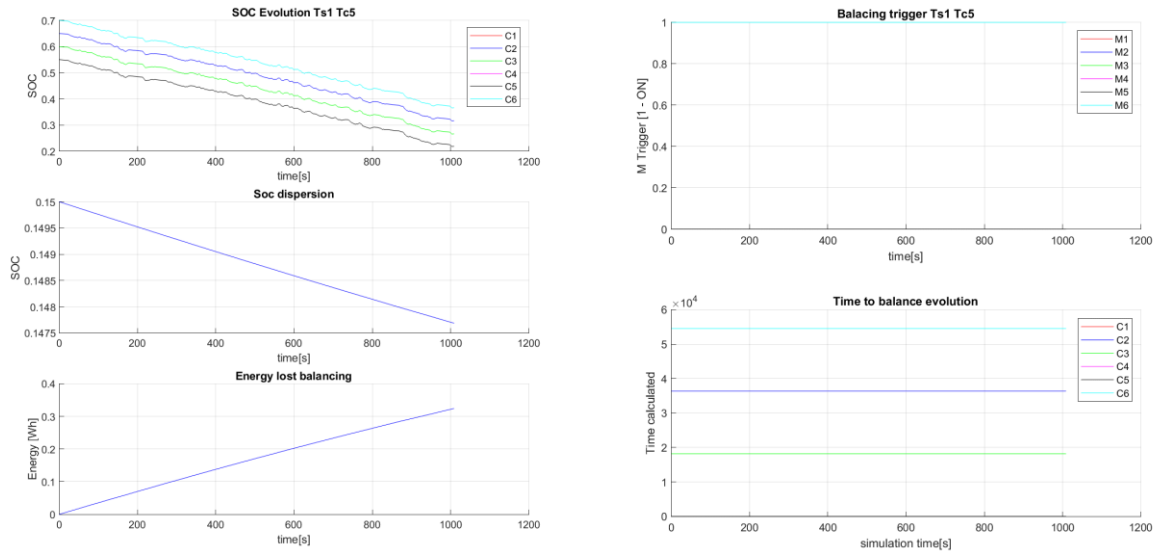 SOC Evolution Ts1 Tc5
SOC
0.7
0.6
0.5
0.4
0.3
0.2
0 200 400 600 800 1000 1200
time[s]
C1
C2
C3
C4
C5
C6
Soc dispersion
SOC
0.15
0.1495
0.149
0.1485
0.148
0.1475
0 200 400 600 800 1000 1200
time[s]
Energy lost balancing
Energy [Wh]
0.4
0.3
0.2
0.1
0
0 200 400 600 800 1000 1200
time[s]
Balacing trigger Ts1 Tc5
M Trigger [1 - ON]
1
0.8
0.6
0.4
0.2
0
0 200 400 600 800 1000 1200
time[s]
M1
M2
M3
M4
M5
M6
Time to balance evolution
×10⁴
Time calculated
6
5
4
3
2
1
0
0 200 400 600 800 1000 1200
simulation time[s]
C1
C2
C3
C4
C5
C6